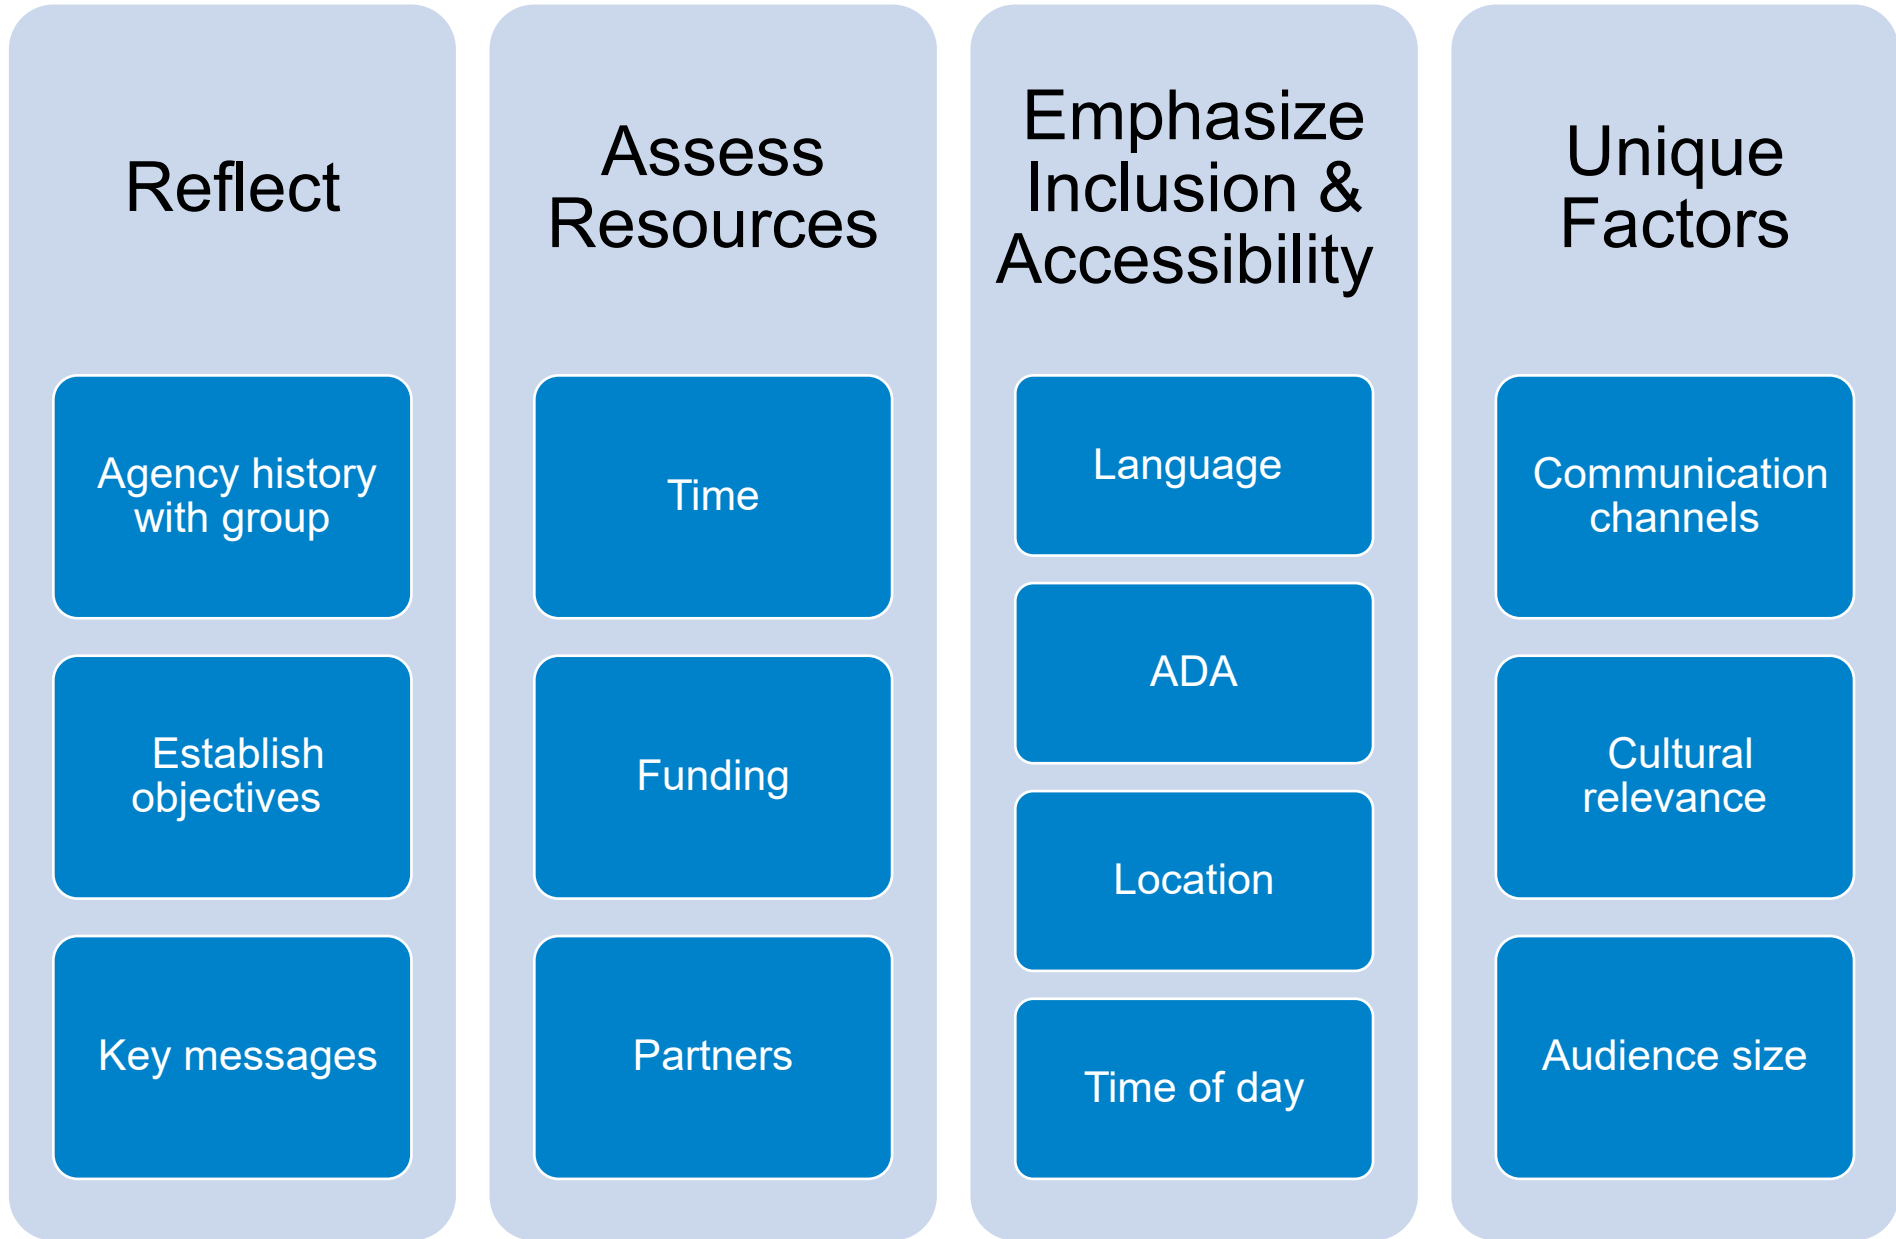 Reflect
Agency history
with group
Establish
objectives
Key messages
Assess
Resources
Time
Funding
Partners
Emphasize
Inclusion &
Accessibility
Language
ADA
Location
Time of day
Unique
Factors
Communication
channels
Cultural
relevance
Audience size